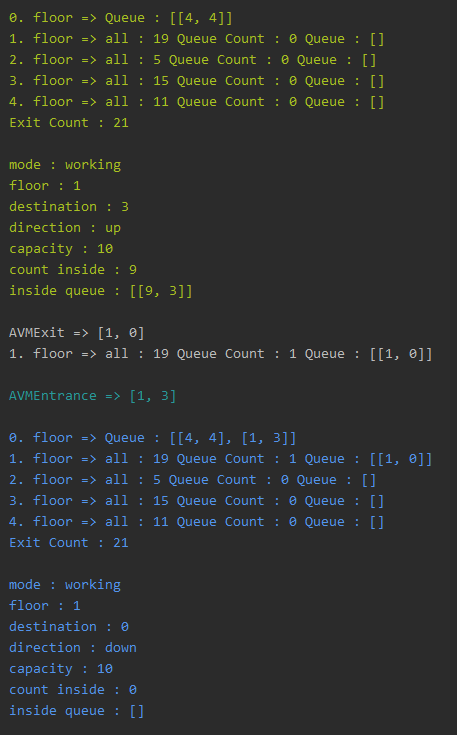 0. floor => Queue : [[4, 4]]
1. floor => all : 19 Queue Count : 0 Queue : []
2. floor => all : 5 Queue Count : 0 Queue : []
3. floor => all : 15 Queue Count : 0 Queue : []
4. floor => all : 11 Queue Count : 0 Queue : []
Exit Count : 21
mode : working
floor : 1
destination : 3
direction : up
capacity : 10
count inside : 9
inside queue : [[9, 3]]
AVMExit => [1, 0]
1. floor => all : 19 Queue Count : 1 Queue : [[1, 0]]
AVMEntrance => [1, 3]
0. floor => Queue : [[4, 4], [1, 3]]
1. floor => all : 19 Queue Count : 1 Queue : [[1, 0]]
2. floor => all : 5 Queue Count : 0 Queue : []
3. floor => all : 15 Queue Count : 0 Queue : []
4. floor => all : 11 Queue Count : 0 Queue : []
Exit Count : 21
mode : working
floor : 1
destination : 0
direction : down
capacity : 10
count inside : 0
inside queue : []